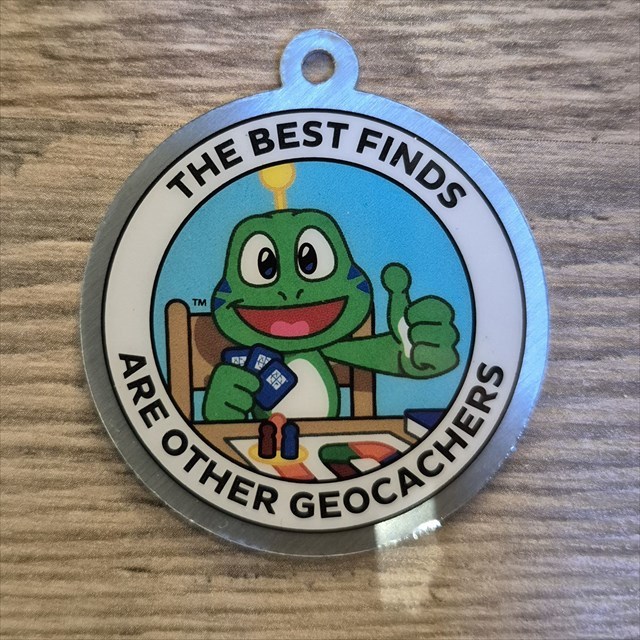 THE BEST FINDS
TM
ARE OTHER GEOCACHERS